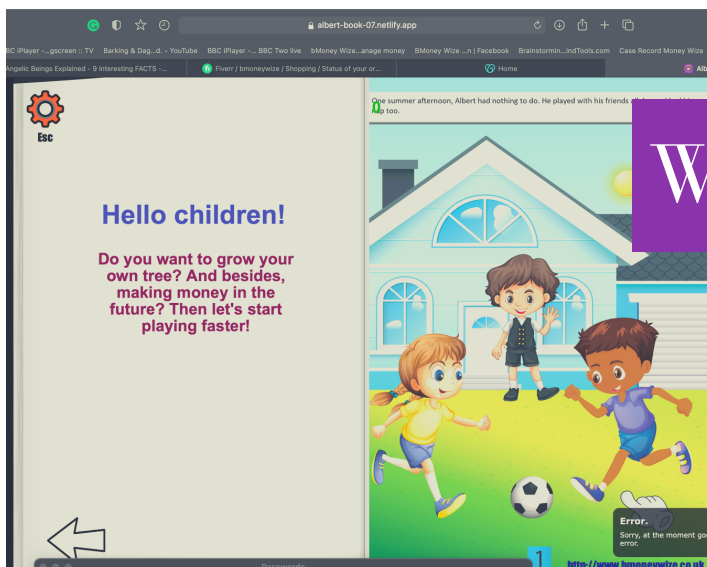 albert-book-07.netlify.app
BC iPlayer -...gscreen :: TV Barking & Dag...d. - YouTube BBC iPlayer -... BBC Two live bMoney Wize...anage money BMoney Wize ...n | Facebook Brainstormin...indTools.com Case Record Money Wize
Angelic Beings Explained - 9 Interesting FACTS -... Fiverr / bmoneywize / Shopping / Status of your or... Home Alb
Esc
Hello children!
Do you want to grow your
own tree? And besides,
making money in the
future? Then let's start
playing faster!
One summer afternoon, Albert had nothing to do. He played with his friends
too.
W
Error.
Sorry, at the moment goo
error.
1
http://www.bmoneywize.co.uk
Passwords